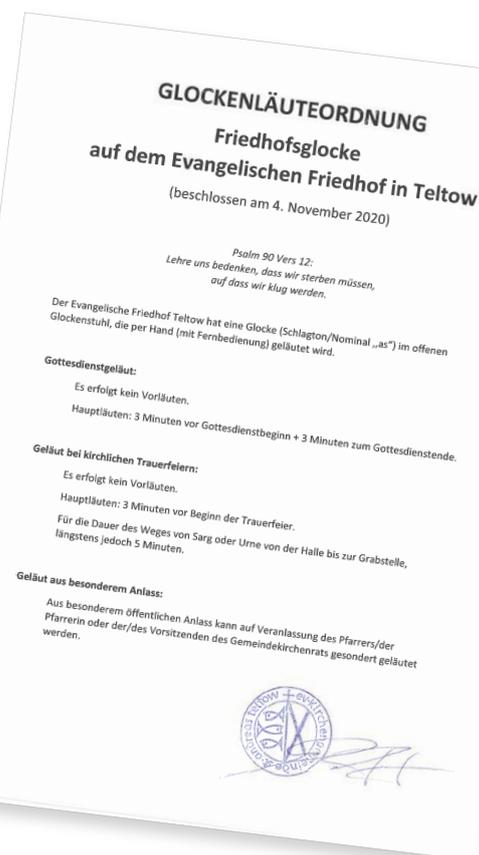 GLOCKENLÄUTEORDNUNG
Friedhofsglocke
auf dem Evangelischen Friedhof in Teltow
(beschlossen am 4. November 2020)
Psalm 90 Vers 12:
Lehre uns bedenken, dass wir sterben müssen,
auf dass wir klug werden.
Der Evangelische Friedhof Teltow hat eine Glocke (Schlagton/Nominal „as“) im offenen
Glockenstuhl, die per Hand (mit Fernbedienung) geläutet wird.
Gottesdienstgeläut:
Es erfolgt kein Vorläuten.
Hauptläuten: 3 Minuten vor Gottesdienstbeginn + 3 Minuten zum Gottesdienstende.
Geläut bei kirchlichen Trauerfeiern:
Es erfolgt kein Vorläuten.
Hauptläuten: 3 Minuten vor Beginn der Trauerfeier.
Für die Dauer des Weges von Sarg oder Urne von der Halle bis zur Grabstelle,
längstens jedoch 5 Minuten.
Geläut aus besonderem Anlass:
Aus besonderem öffentlichen Anlass kann auf Veranlassung des Pfarrers/der
Pfarrerin oder der/des Vorsitzenden des Gemeindekirchenrats gesondert geläutet
werden.
ev. kirchengemeinde st. andreas teltow